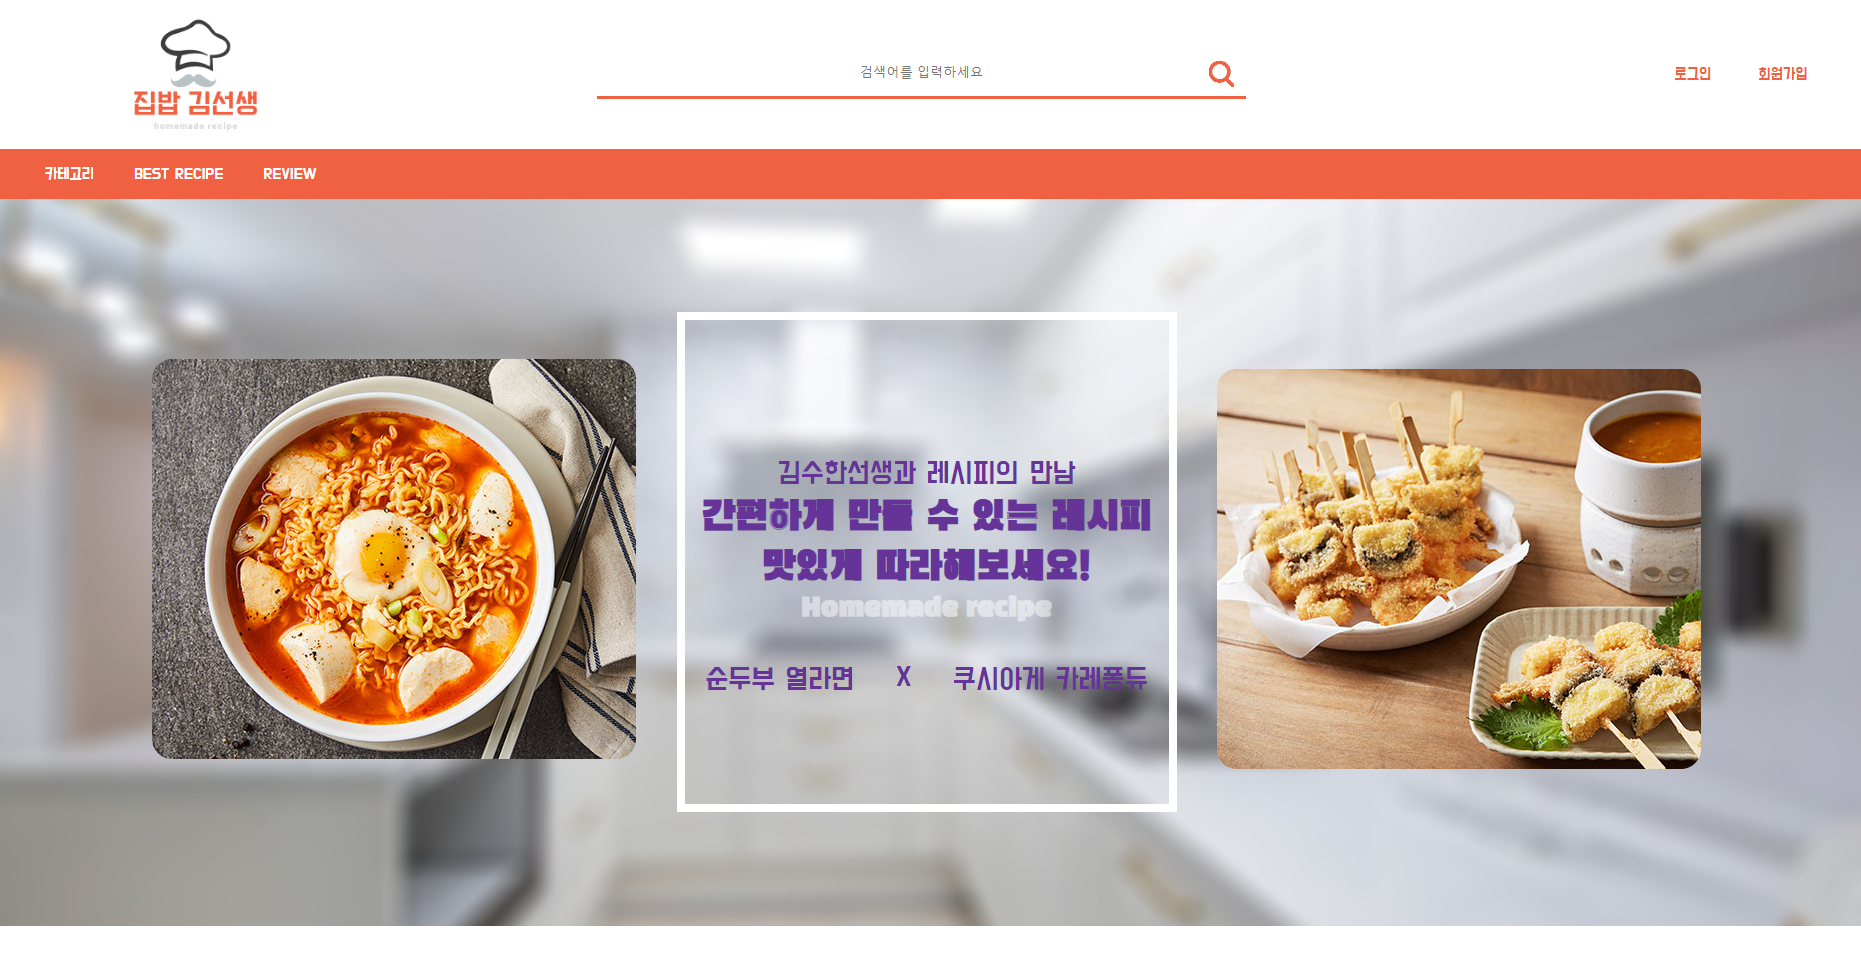 집밥 김선생
homemade recipe
검색어를 입력하세요
로그인 회원가입
카테고리 BEST RECIPE REVIEW
김수한선생과 레시피의 만남
간편하게 만들 수 있는 레시피
맛있게 따라해보세요!
Homemade recipe
순두부 열라면 X 쿠시아게 카레퐁듀